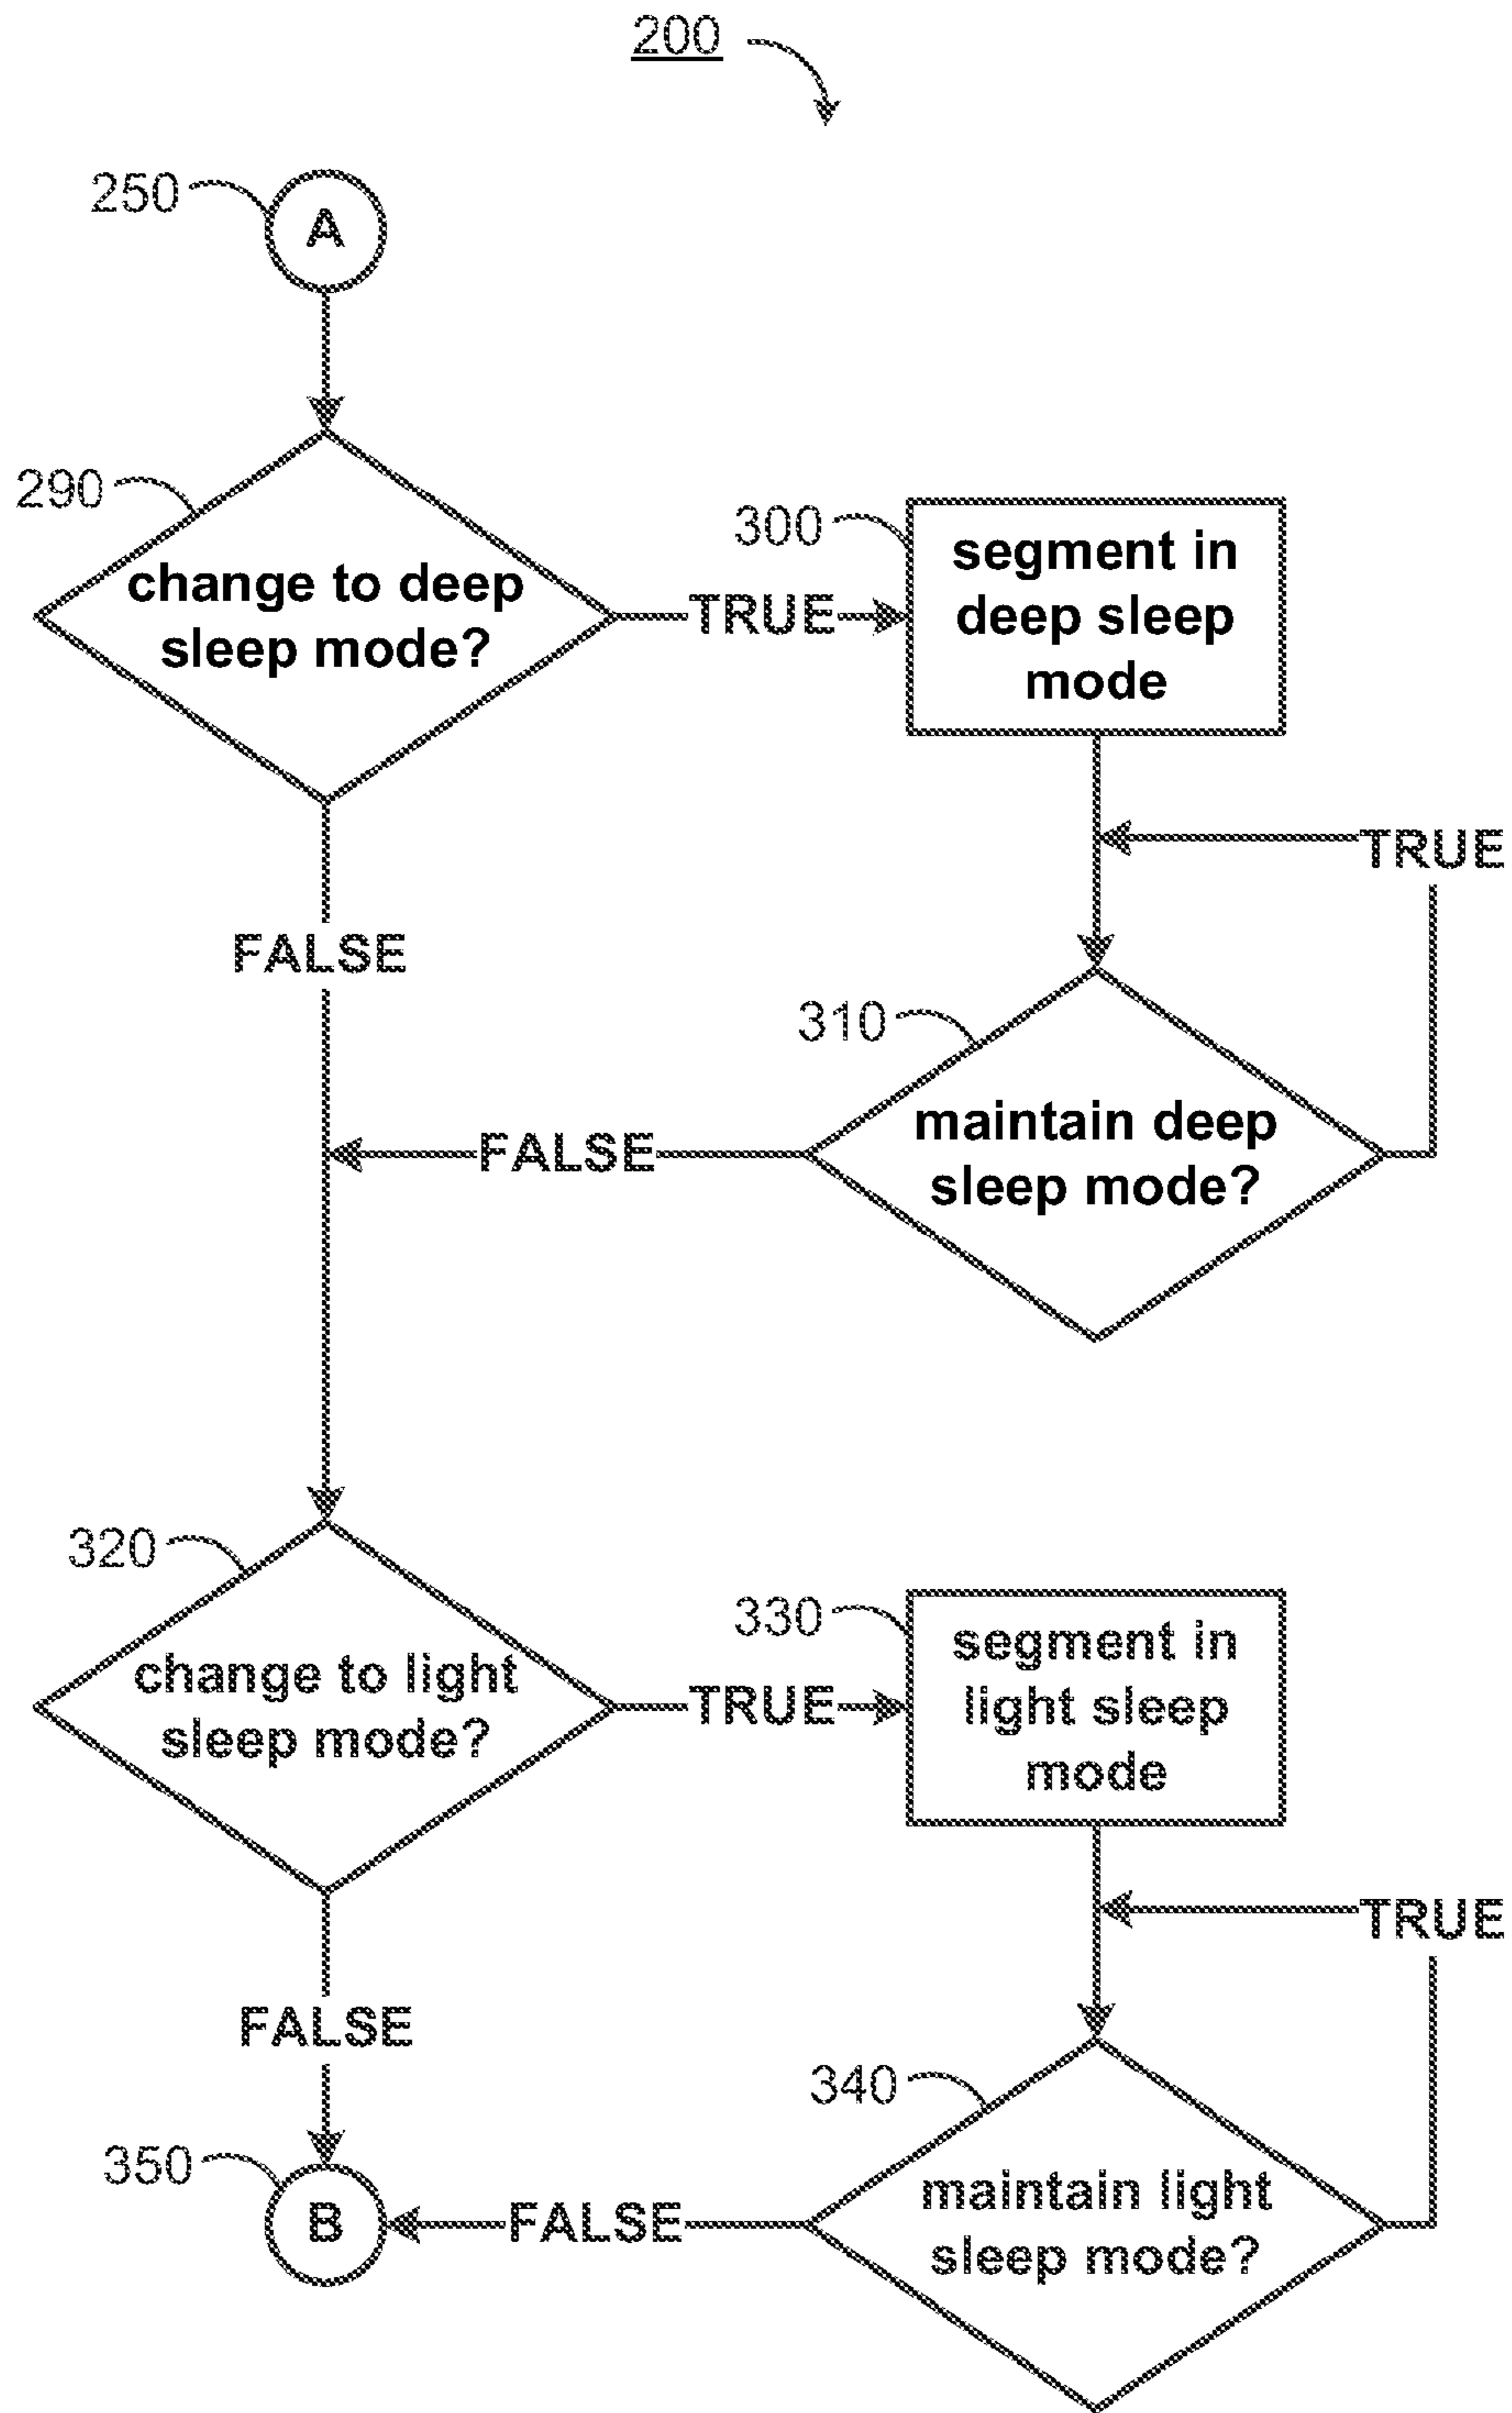 200
250
A
290
change to deep
sleep mode?
TRUE
300
segment in
deep sleep
mode
TRUE
FALSE
310
maintain deep
sleep mode?
FALSE
320
change to light
sleep mode?
TRUE
330
segment in
light sleep
mode
TRUE
FALSE
340
maintain light
sleep mode?
FALSE
350
B